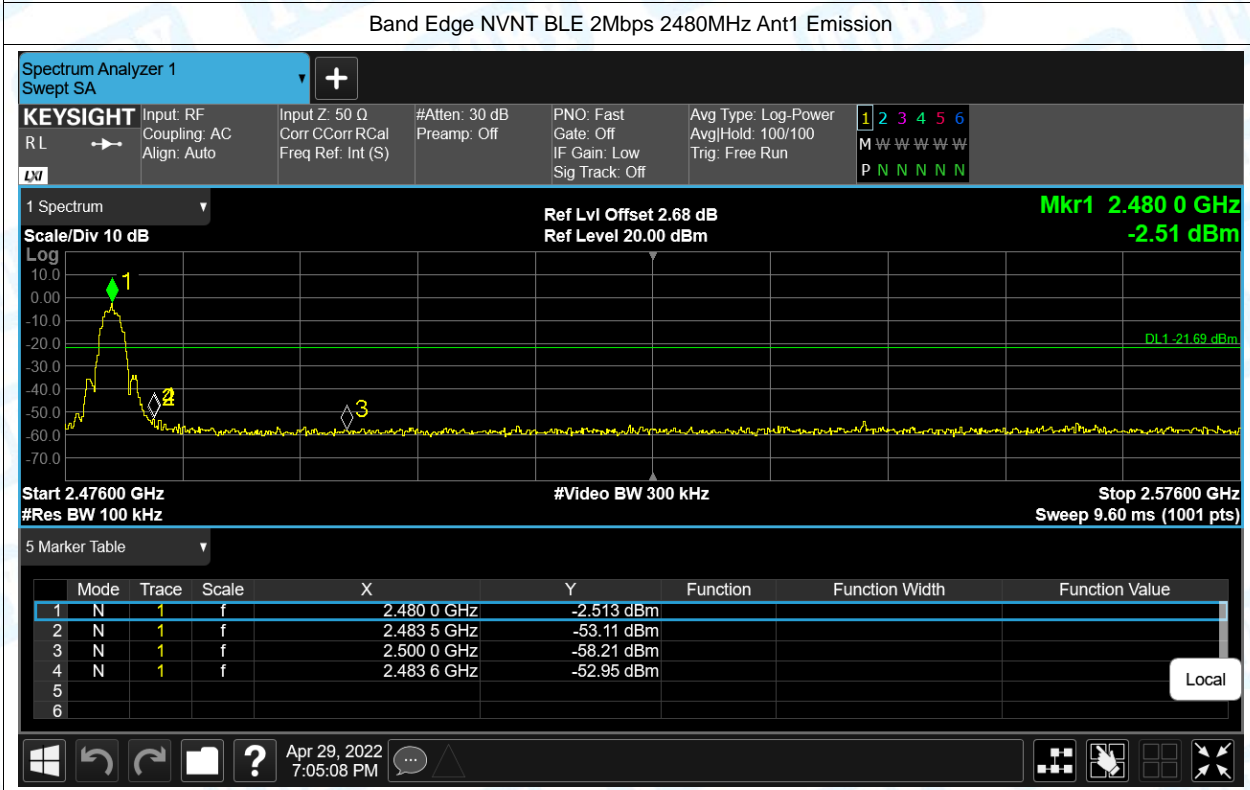 Band Edge NVNT BLE 2Mbps 2480MHz Ant1 Emission
Spectrum Analyzer 1
Swept SA
+
KEYSIGHT
RL
LXI
Input: RF
Coupling: AC
Align: Auto
Input Z: 50 Ω
Corr CCorr RCal
Freq Ref: Int (S)
#Atten: 30 dB
Preamp: Off
PNO: Fast
Gate: Off
IF Gain: Low
Sig Track: Off
Avg Type: Log-Power
Avg|Hold: 100/100
Trig: Free Run
1 2 3 4 5 6
M W W W W W
P N N N N N
1 Spectrum
Scale/Div 10 dB
Ref Lvl Offset 2.68 dB
Ref Level 20.00 dBm
Mkr1 2.480 0 GHz
-2.51 dBm
Log
10.0
0.00
-10.0
-20.0
-30.0
-40.0
-50.0
-60.0
-70.0
1
2
3
DL1 -21.69 dBm
Start 2.47600 GHz
#Res BW 100 kHz
#Video BW 300 kHz
Stop 2.57600 GHz
Sweep 9.60 ms (1001 pts)
5 Marker Table
Mode Trace Scale X Y Function Function Width Function Value
1 N 1 f 2.480 0 GHz -2.513 dBm
2 N 1 f 2.483 5 GHz -53.11 dBm
3 N 1 f 2.500 0 GHz -58.21 dBm
4 N 1 f 2.483 6 GHz -52.95 dBm
5
6
Local
?
Apr 29, 2022
7:05:08 PM